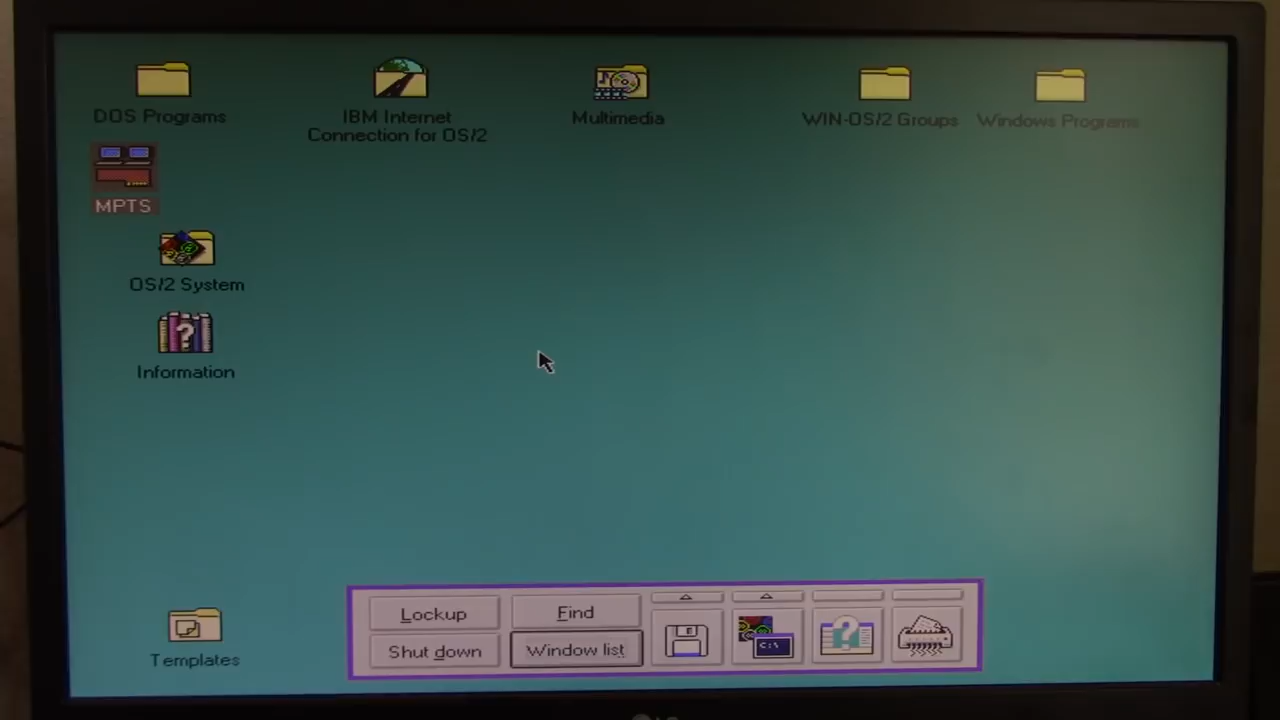 DOS Programs
IBM Internet
Connection for OS/2
Multimedia
WIN-OS/2 Groups
Windows Programs
MPTS
OS/2 System
Information
Templates
Lockup
Find
Shut down
Window list
C:\
?